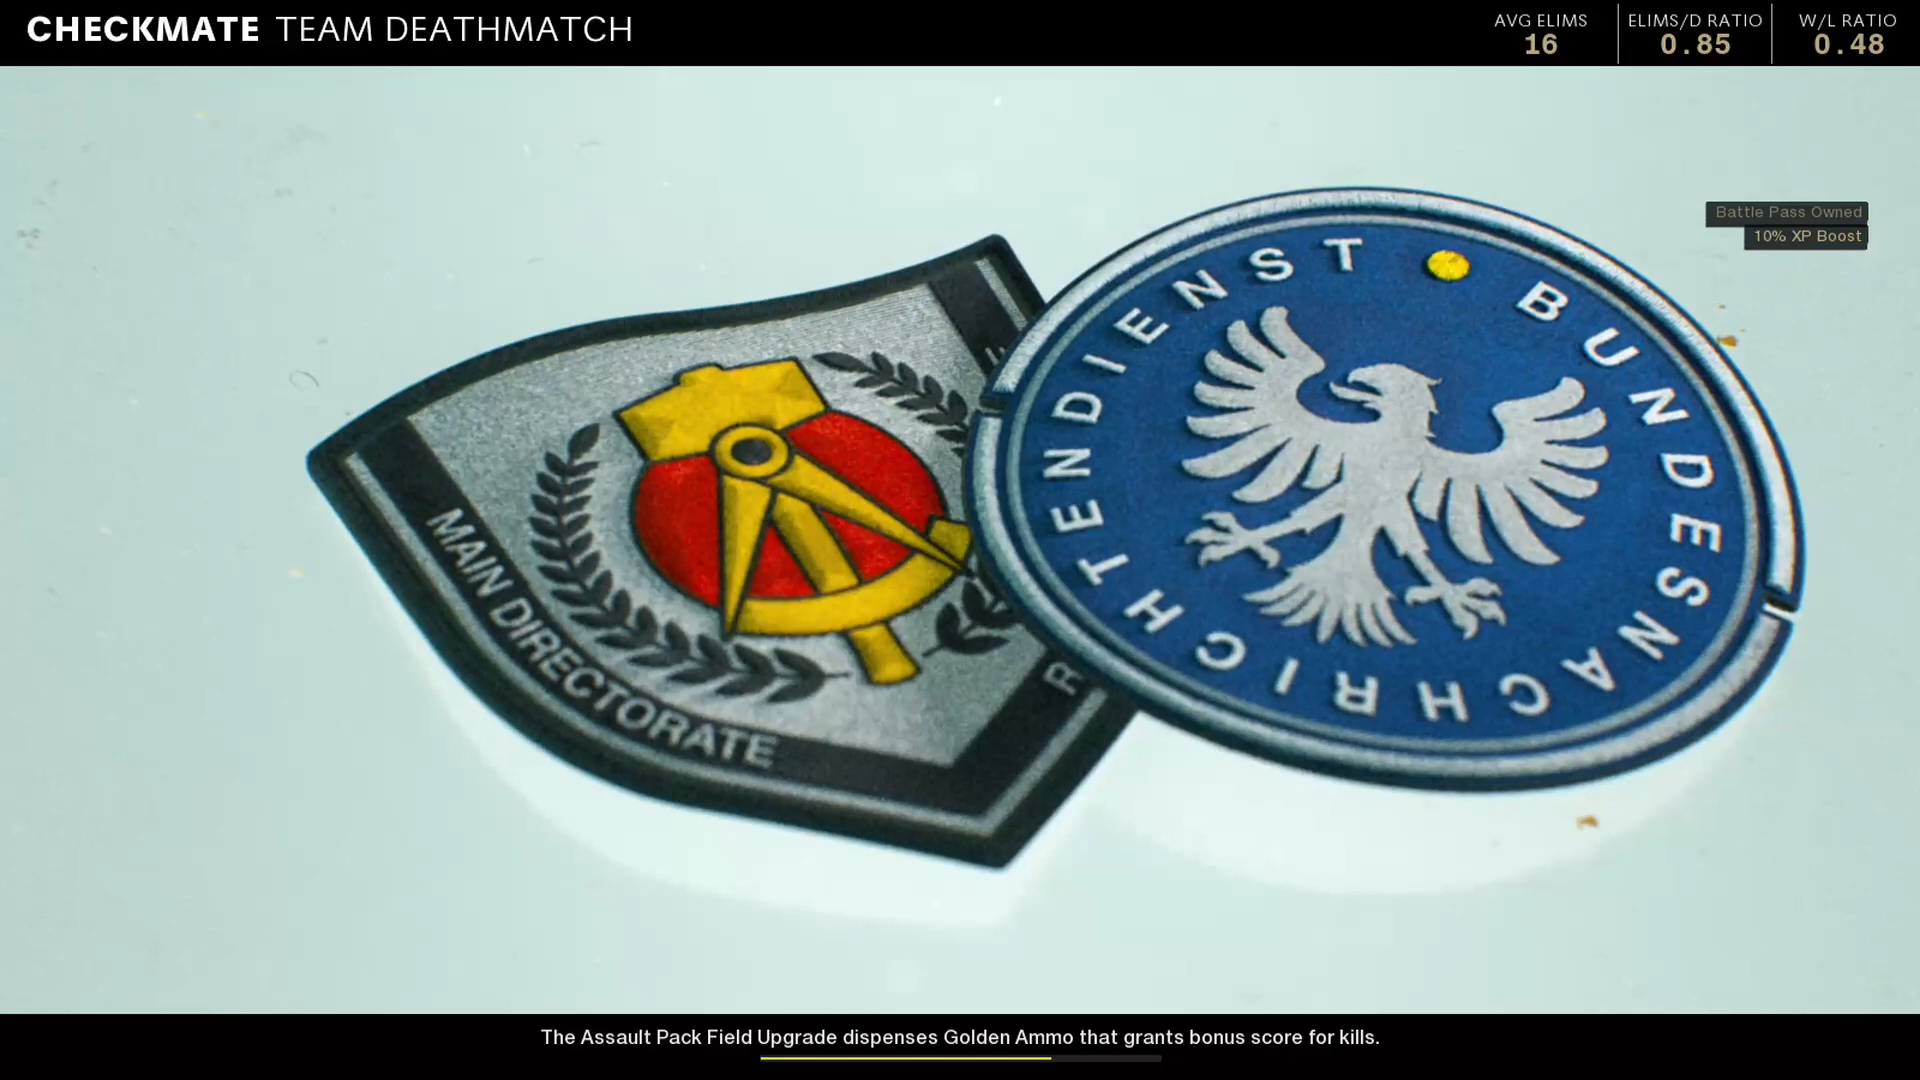 CHECKMATE TEAM DEATHMATCH
AVG ELIMS
16
ELIMS/D RATIO
0.85
W/L RATIO
0.48
Battle Pass Owned
10% XP Boost
MAIN DIRECTORATE
R
BUNDESNACHRICHTENDIENST
The Assault Pack Field Upgrade dispenses Golden Ammo that grants bonus score for kills.